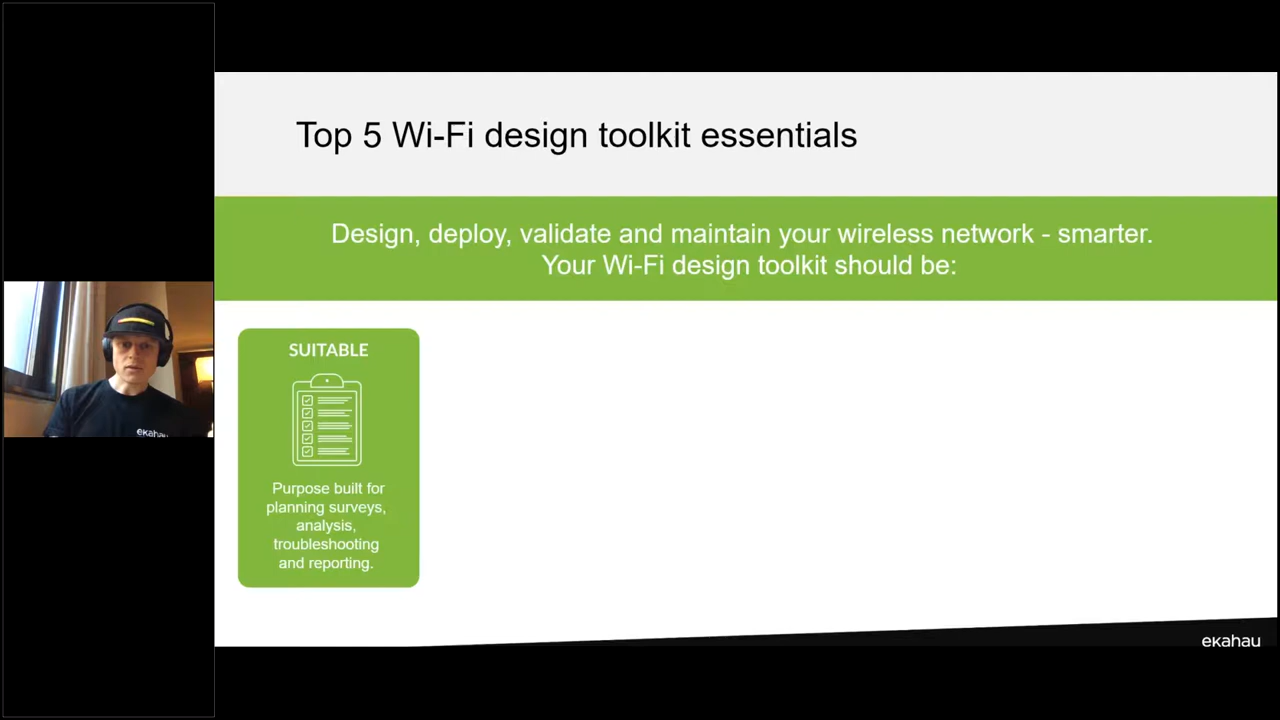 Top 5 Wi-Fi design toolkit essentials
Design, deploy, validate and maintain your wireless network - smarter.
Your Wi-Fi design toolkit should be:
SUITABLE
Purpose built for
planning surveys,
analysis,
troubleshooting
and reporting.
ekahau
ekahau